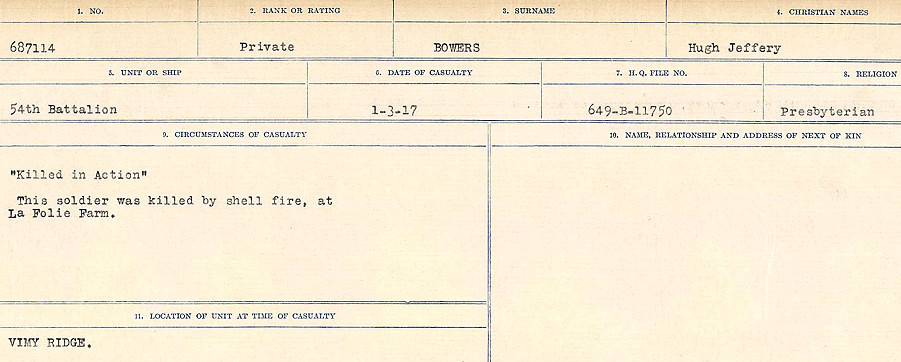 1. NO. 2. RANK OR RATING 3. SURNAME 4. CHRISTIAN NAMES
687114 Private BOWERS Hugh Jeffery
5. UNIT OR SHIP 6. DATE OF CASUALTY 7. H.Q. FILE NO. 8. RELIGION
54th Battalion 1-3-17 649-B-11750 Presbyterian
9. CIRCUMSTANCES OF CASUALTY 10. NAME, RELATIONSHIP AND ADDRESS OF NEXT OF KIN
"Killed in Action"
This soldier was killed by shell fire, at
La Folie Farm.
11. LOCATION OF UNIT AT TIME OF CASUALTY
VIMY RIDGE.